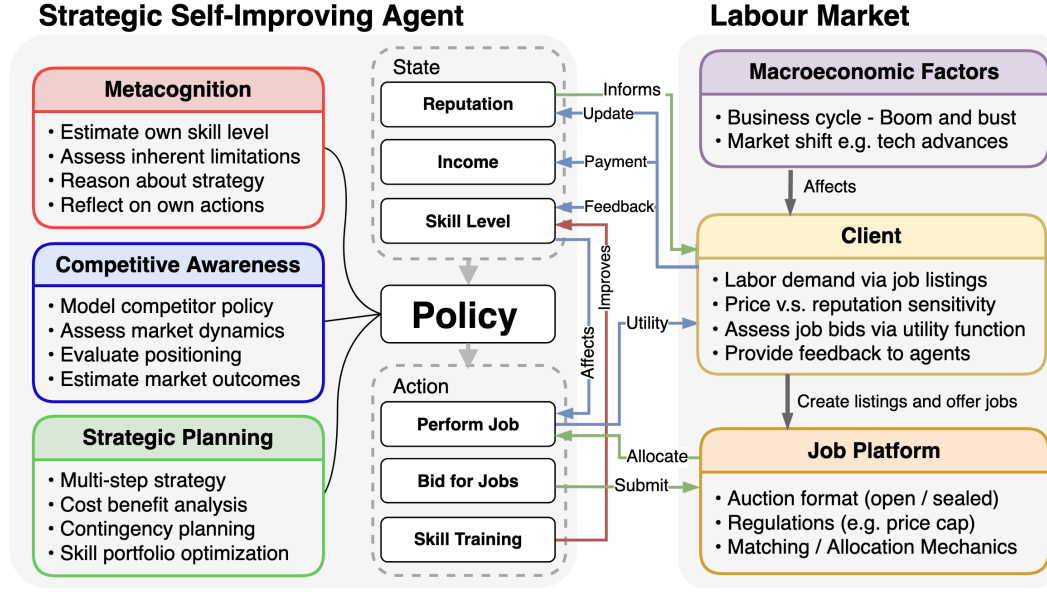 Strategic Self-Improving Agent
Labour Market
Metacognition
• Estimate own skill level
• Assess inherent limitations
• Reason about strategy
• Reflect on own actions
Competitive Awareness
• Model competitor policy
• Assess market dynamics
• Evaluate positioning
• Estimate market outcomes
Strategic Planning
• Multi-step strategy
• Cost benefit analysis
• Contingency planning
• Skill portfolio optimization
State
Reputation
Income
Skill Level
Policy
Action
Perform Job
Bid for Jobs
Skill Training
Informs
Update
Payment
Feedback
Improves
Affects
Utility
Allocate
Submit
Macroeconomic Factors
• Business cycle - Boom and bust
• Market shift e.g. tech advances
Affects
Client
• Labor demand via job listings
• Price v.s. reputation sensitivity
• Assess job bids via utility function
• Provide feedback to agents
Create listings and offer jobs
Job Platform
• Auction format (open / sealed)
• Regulations (e.g. price cap)
• Matching / Allocation Mechanics